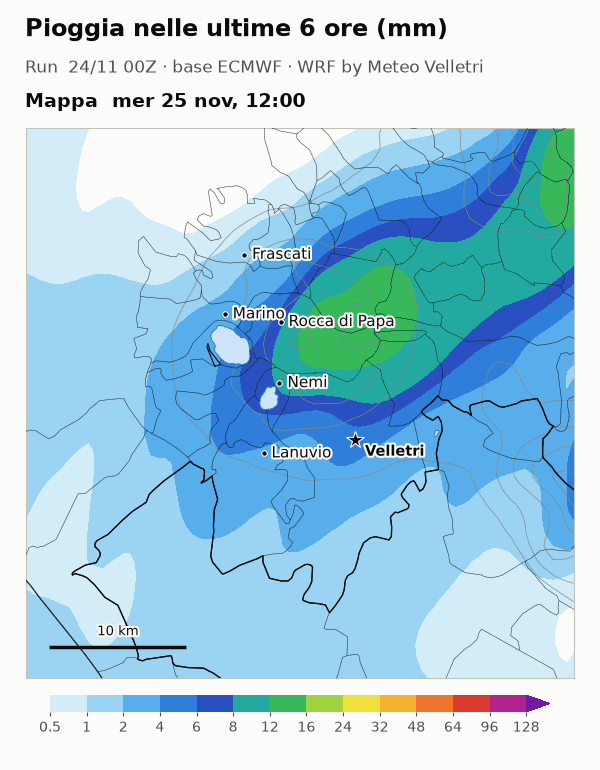 Pioggia nelle ultime 6 ore (mm)
Run  24/11 00Z · base ECMWF · WRF by Meteo Velletri
Mappa  mer 25 nov, 12:00
Frascati
Marino
Rocca di Papa
Nemi
Velletri
Lanuvio
10 km
0.5 1 2 4 6 8 12 16 24 32 48 64 96 128